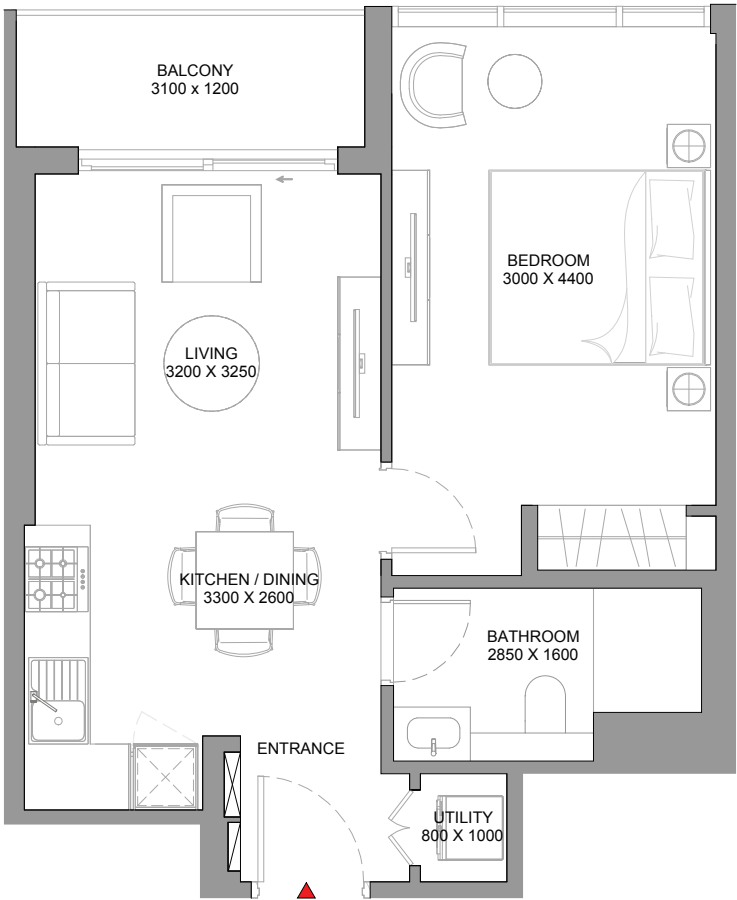 BALCONY
3100 x 1200
BEDROOM
3000 X 4400
LIVING
3200 X 3250
KITCHEN / DINING
3300 X 2600
BATHROOM
2850 X 1600
ENTRANCE
UTILITY
800 X 1000